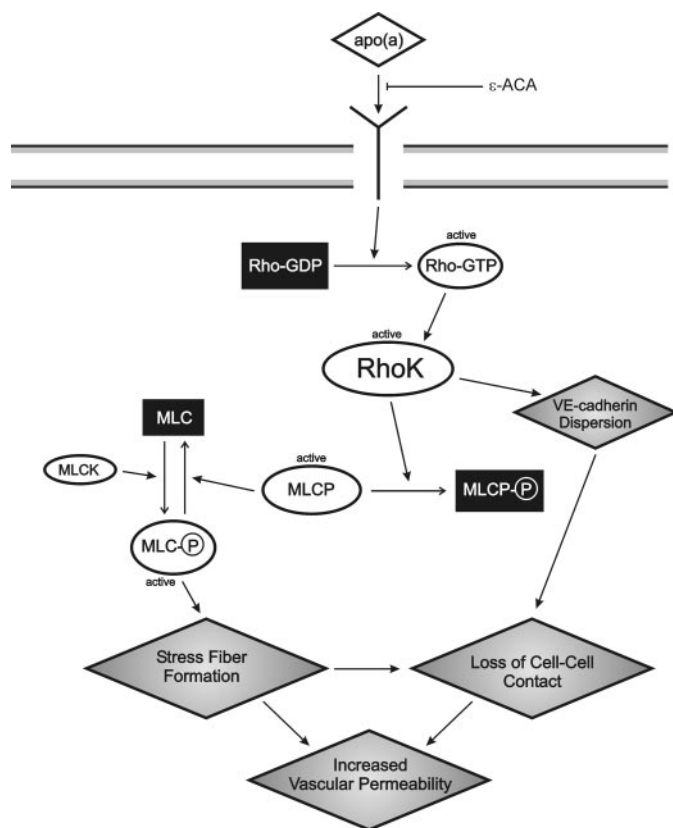 apo(a)
ε-ACA
active
Rho-GDP
Rho-GTP
active
RhoK
VE-cadherin
Dispersion
MLC
MLCK
active
MLCP
MLCP-Ⓟ
MLC-Ⓟ
active
Stress Fiber
Formation
Loss of Cell-Cell
Contact
Increased
Vascular Permeability